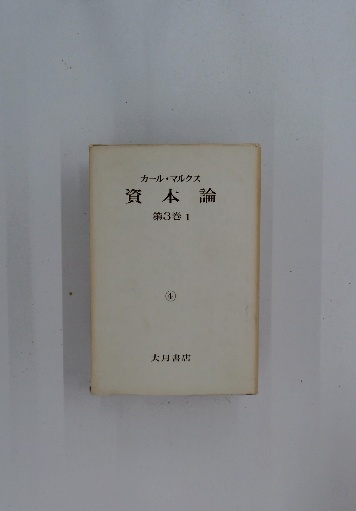 カール・マルクス
資本論
第3巻 1
④
大月書店